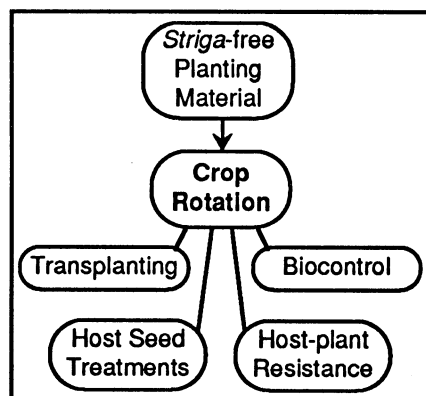 Striga-free
Planting
Material
Crop
Rotation
Transplanting
Biocontrol
Host Seed
Treatments
Host-plant
Resistance